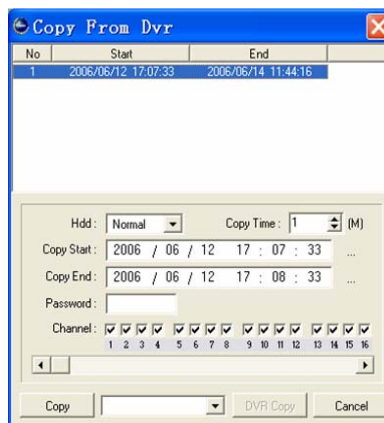 Copy From Dvr
No Start End
1 2006/06/12 17:07:33 2006/06/14 11:44:16
Hdd : Normal Copy Time : 1 (M)
Copy Start : 2006 / 06 / 12 17 : 07 : 33 ...
Copy End : 2006 / 06 / 12 17 : 08 : 33 ...
Password :
Channel :
1 2 3 4 5 6 7 8 9 10 11 12 13 14 15 16
Copy DVR Copy Cancel